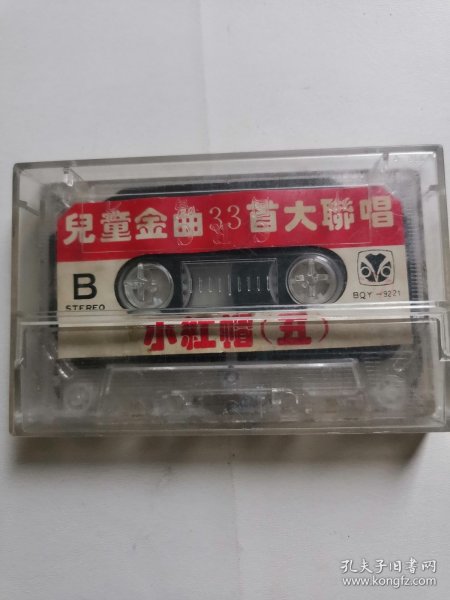 兒童金曲33首大聯唱
B
STEREO
BQY-9221
小紅帽(五)
孔夫子旧书网
www.kongfz.com